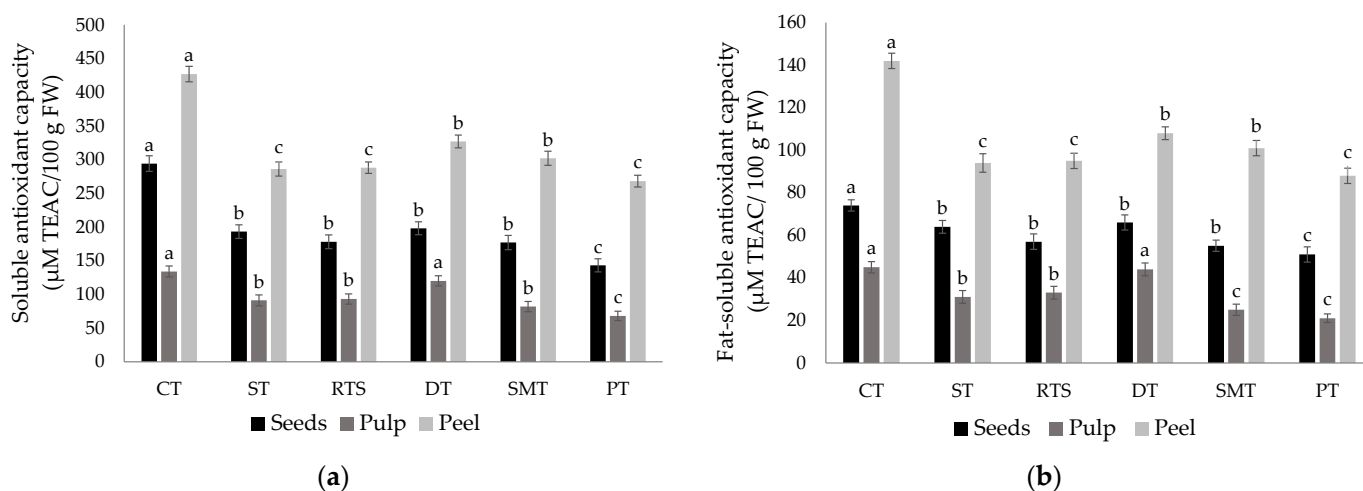 Soluble antioxidant capacity
(μM TEAC/100 g FW)
500
450
400
350
300
250
200
150
100
50
0
a
a
a
b
b
c
b
b
c
b
a
b
b
b
b
c
c
c
CT ST RTS DT SMT PT
Seeds Pulp Peel
(a)
Fat-soluble antioxidant capacity
(μM TEAC/ 100 g FW)
160
140
120
100
80
60
40
20
0
a
a
a
b
b
c
b
b
c
b
a
b
b
c
b
c
c
c
CT ST RTS DT SMT PT
Seeds Pulp Peel
(b)